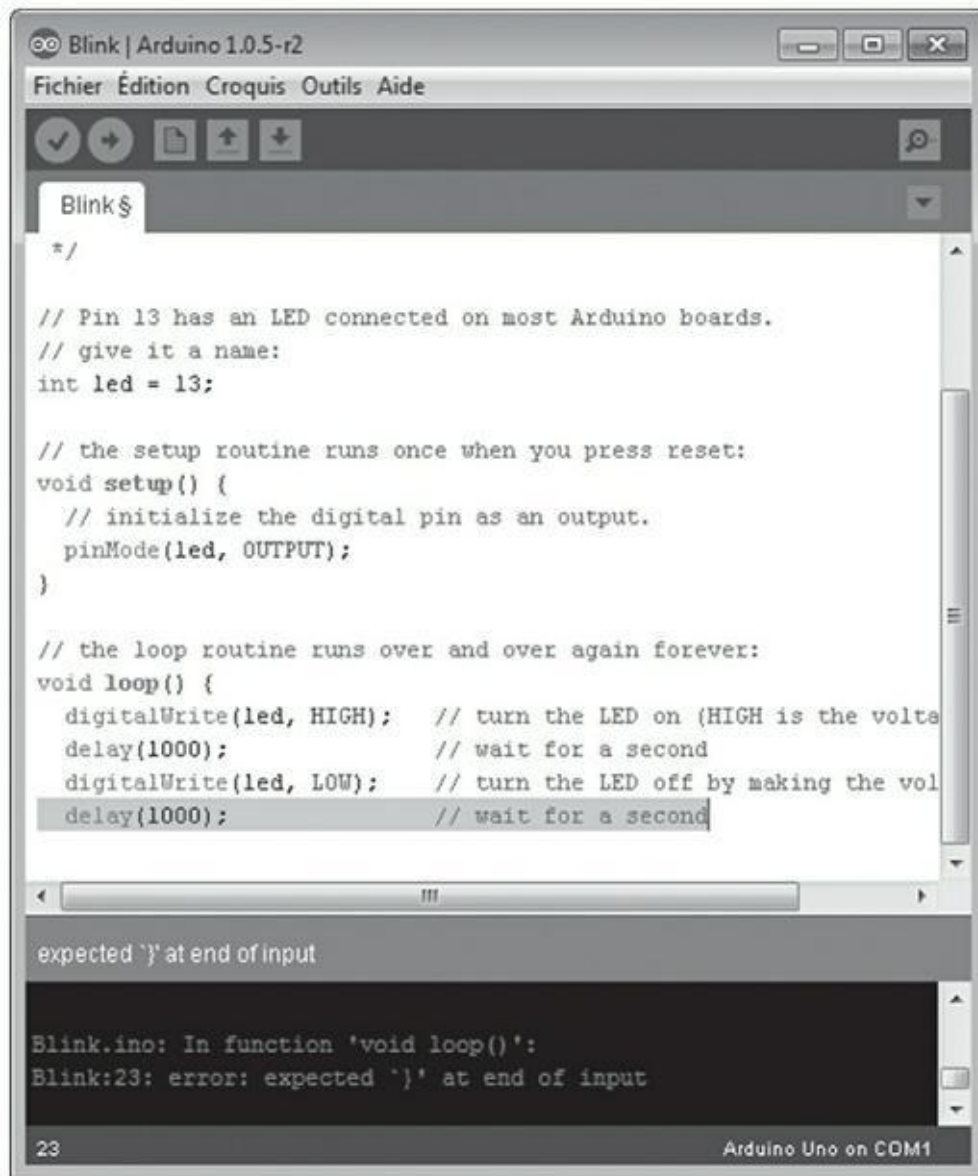 Blink | Arduino 1.0.5-r2
Fichier Édition Croquis Outils Aide
Blink §
*/
// Pin 13 has an LED connected on most Arduino boards.
// give it a name:
int led = 13;
// the setup routine runs once when you press reset:
void setup() {
// initialize the digital pin as an output.
pinMode(led, OUTPUT);
}
// the loop routine runs over and over again forever:
void loop() {
digitalWrite(led, HIGH); // turn the LED on (HIGH is the volta
delay(1000); // wait for a second
digitalWrite(led, LOW); // turn the LED off by making the vol
delay(1000); // wait for a second
expected `}' at end of input
Blink.ino: In function 'void loop()':
Blink:23: error: expected `}' at end of input
23 Arduino Uno on COM1